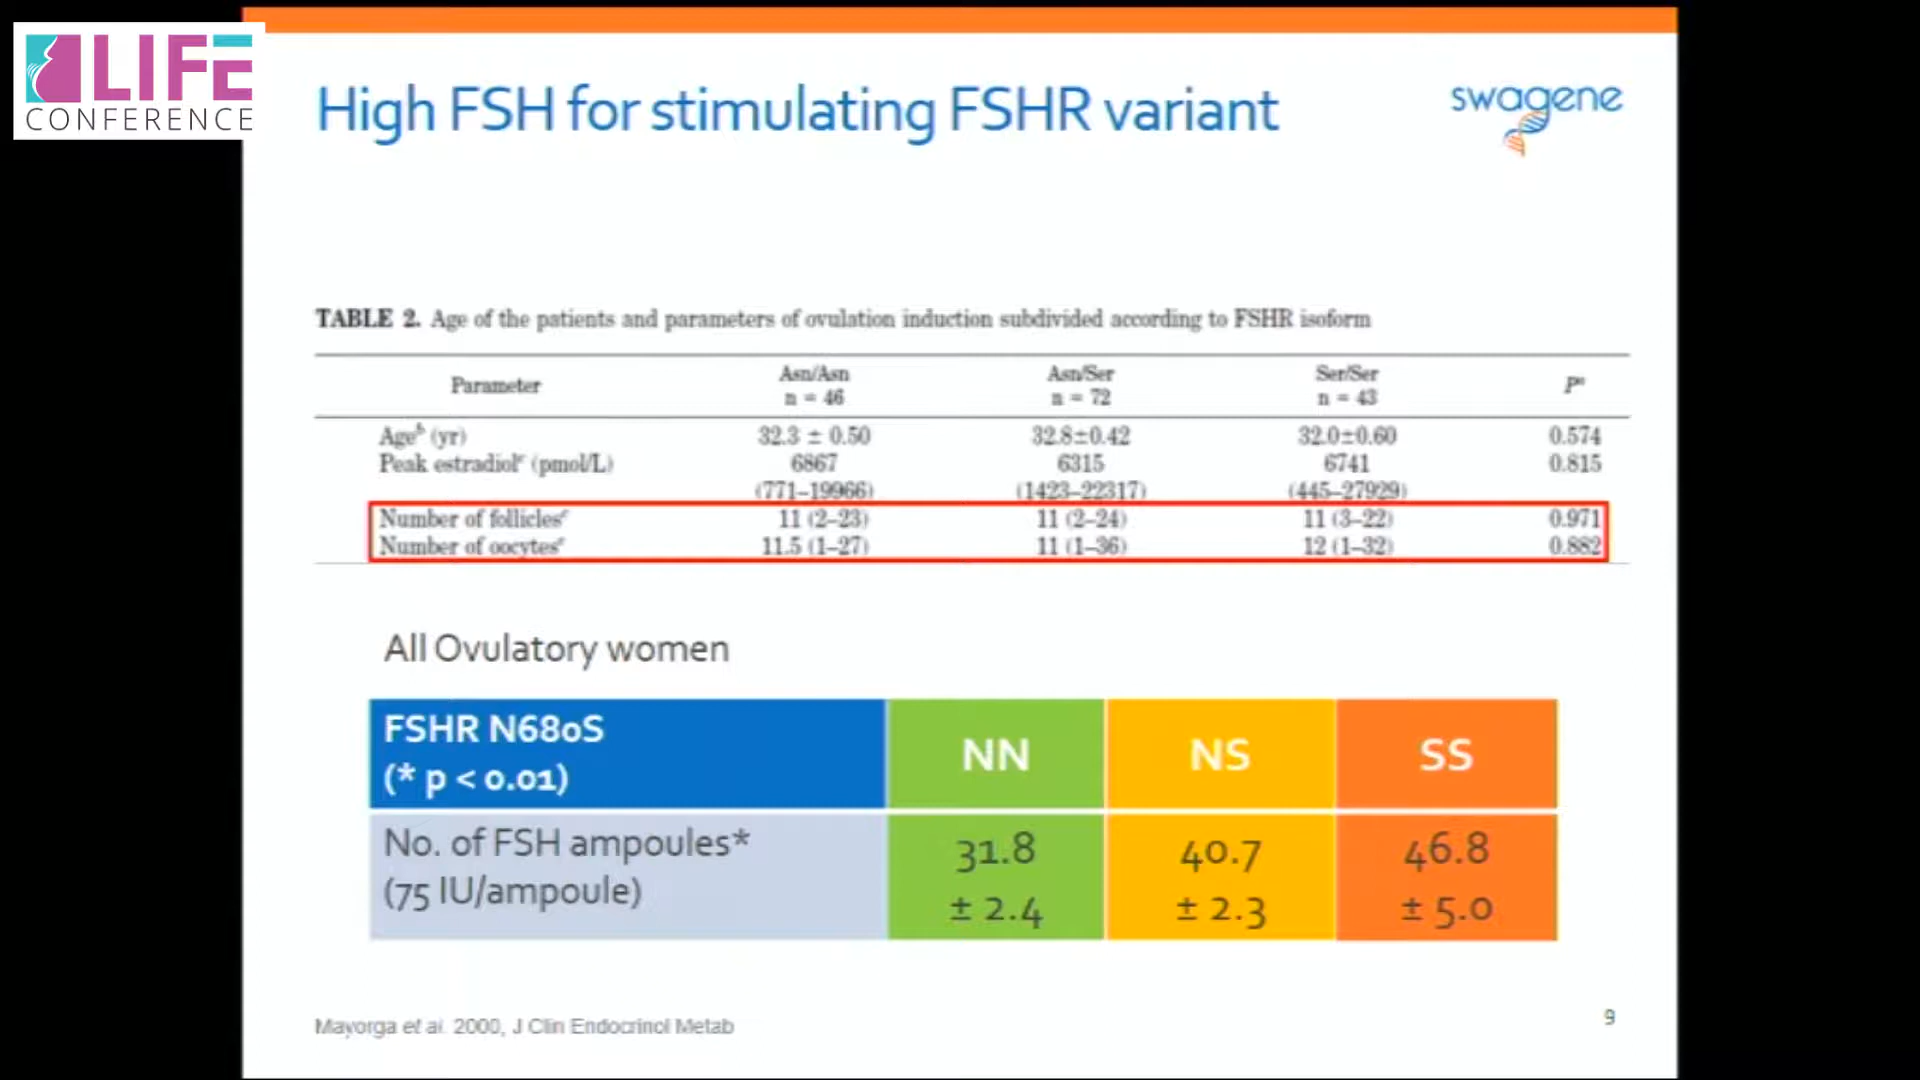 LIFE
CONFERENCE
High FSH for stimulating FSHR variant
swagene
TABLE 2. Age of the patients and parameters of ovulation induction subdivided according to FSHR isoform
Parameter Asn/Asn n = 46 Asn/Ser n = 72 Ser/Ser n = 43 Pa
Ageb (yr) 32.3 ± 0.50 32.8±0.42 32.0±0.60 0.574
Peak estradiolc (pmol/L) 6867 6315 6741 0.815
(771–19966) (1423–22317) (445–27929)
Number of folliclesc 11 (2–23) 11 (2–24) 11 (3–22) 0.971
Number of oocytesc 11.5 (1–27) 11 (1–36) 12 (1–32) 0.882
All Ovulatory women
FSHR N680S
(* p < 0.01)
NN NS SS
No. of FSH ampoules*
(75 IU/ampoule)
31.8 40.7 46.8
± 2.4 ± 2.3 ± 5.0
Mayorga et al. 2000, J Clin Endocrinol Metab
9